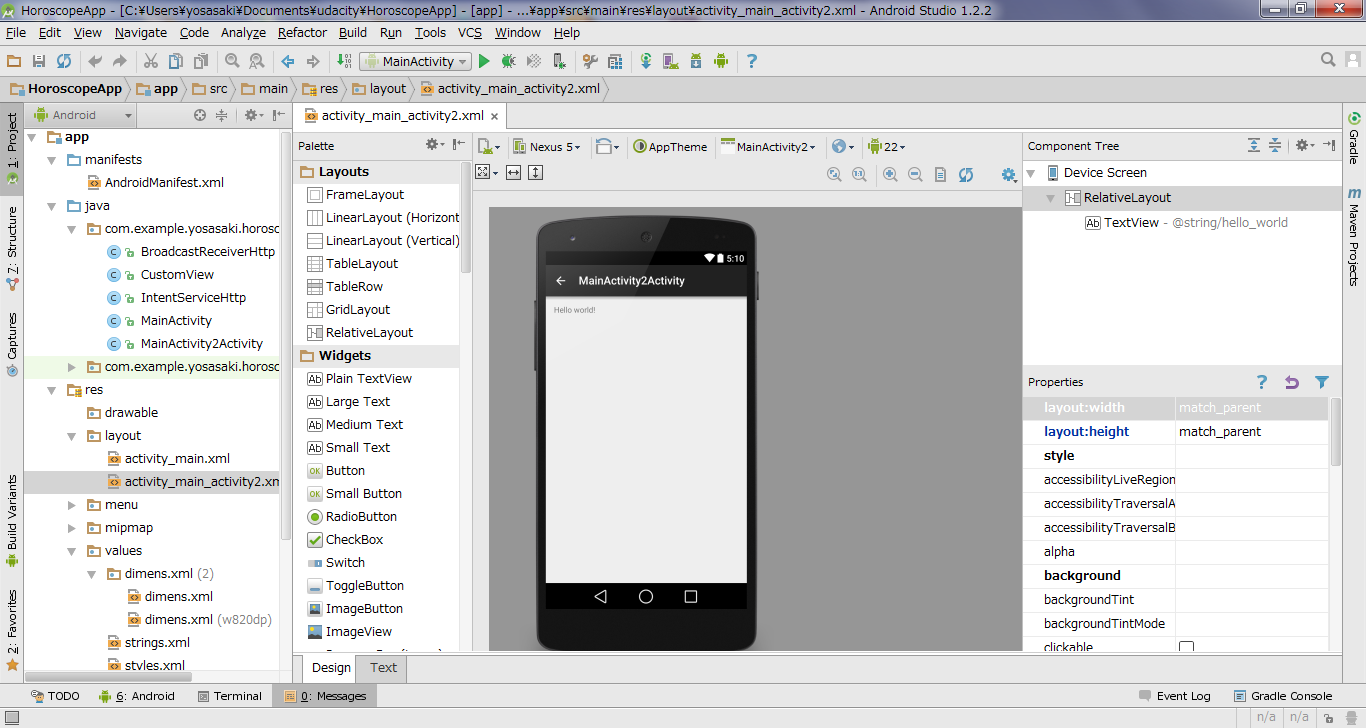 HoroscopeApp - [C:¥Users¥yosasaki¥Documents¥udacity¥HoroscopeApp] - [app] - ...¥app¥src¥main¥res¥layout¥activity_main_activity2.xml - Android Studio 1.2.2
File Edit View Navigate Code Analyze Refactor Build Run Tools VCS Window Help
MainActivity
HoroscopeApp app src main res layout activity_main_activity2.xml
1: Project
7: Structure
Captures
Build Variants
2: Favorites
Android
app
manifests
AndroidManifest.xml
java
com.example.yosasaki.horosc
BroadcastReceiverHttp
CustomView
IntentServiceHttp
MainActivity
MainActivity2Activity
com.example.yosasaki.horosc
res
drawable
layout
activity_main.xml
activity_main_activity2.xm
menu
mipmap
values
dimens.xml (2)
dimens.xml
dimens.xml (w820dp)
strings.xml
styles.xml
activity_main_activity2.xml
Palette
Layouts
FrameLayout
LinearLayout (Horizont
LinearLayout (Vertical)
TableLayout
TableRow
GridLayout
RelativeLayout
Widgets
Ab Plain TextView
Ab Large Text
Ab Medium Text
Ab Small Text
OK Button
OK Small Button
RadioButton
CheckBox
Switch
ToggleButton
ImageButton
ImageView
Design Text
Nexus 5 AppTheme MainActivity2 22
5:10
MainActivity2Activity
Hello world!
Component Tree
Device Screen
RelativeLayout
Ab TextView - @string/hello_world
Properties
layout:width match_parent
layout:height match_parent
style
accessibilityLiveRegion
accessibilityTraversalA
accessibilityTraversalB
alpha
background
backgroundTint
backgroundTintMode
clickable
Gradle
m Maven Projects
TODO 6: Android Terminal 0: Messages Event Log Gradle Console
n/a n/a